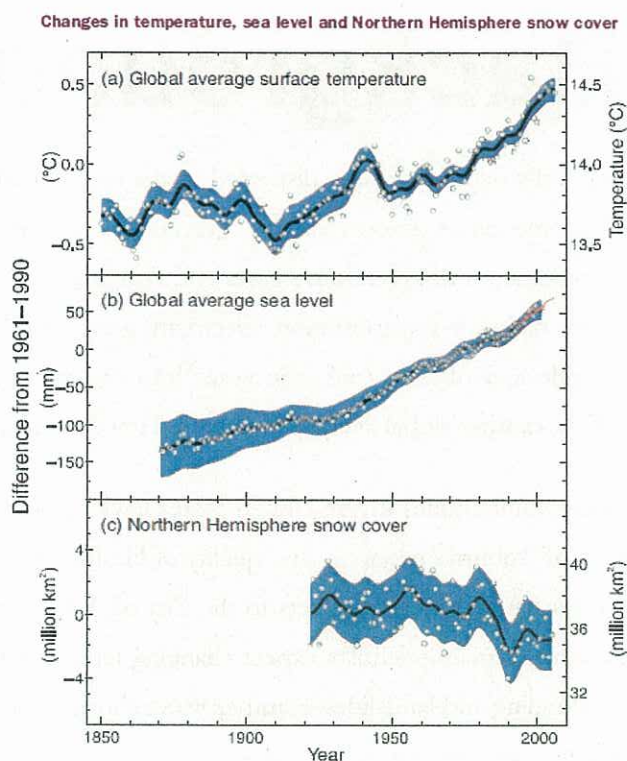 Changes in temperature, sea level and Northern Hemisphere snow cover
(a) Global average surface temperature
0.5
0.0
−0.5
(°C)
14.5
14.0
13.5
Temperature (°C)
(b) Global average sea level
50
0
−50
−100
−150
(mm)
Difference from 1961–1990
(c) Northern Hemisphere snow cover
4
0
−4
(million km²)
40
36
32
(million km²)
1850
1900
1950
2000
Year